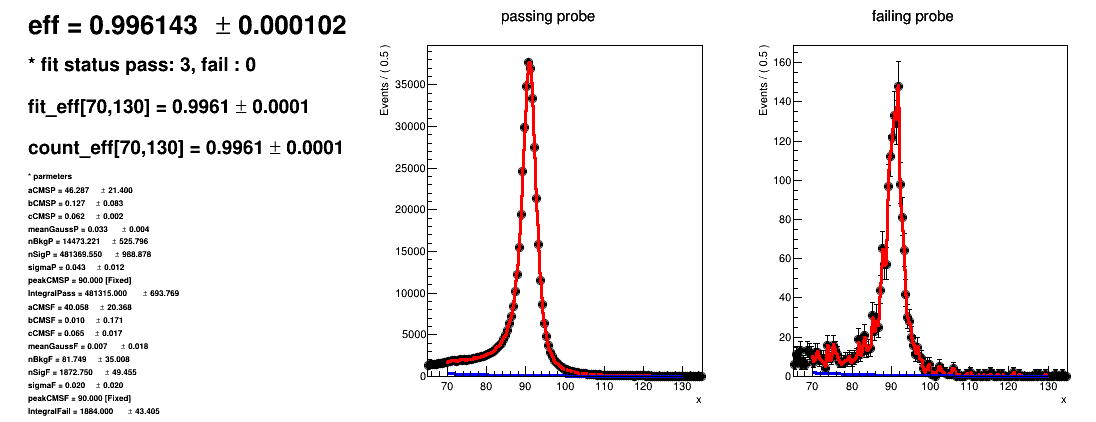 eff = 0.996143 ± 0.000102
* fit status pass: 3, fail : 0
fit_eff[70,130] = 0.9961 ± 0.0001
count_eff[70,130] = 0.9961 ± 0.0001
* parmeters
aCMSP = 46.287 ± 21.400
bCMSP = 0.127 ± 0.083
cCMSP = 0.062 ± 0.002
meanGaussP = 0.033 ± 0.004
nBkgP = 14473.221 ± 525.796
nSigP = 481369.550 ± 988.878
sigmaP = 0.043 ± 0.012
peakCMSP = 90.000 [Fixed]
IntegralPass = 481315.000 ± 693.769
aCMSF = 40.058 ± 20.368
bCMSF = 0.010 ± 0.171
cCMSF = 0.065 ± 0.017
meanGaussF = 0.007 ± 0.018
nBkgF = 81.749 ± 35.008
nSigF = 1872.750 ± 49.455
sigmaF = 0.020 ± 0.020
peakCMSF = 90.000 [Fixed]
IntegralFail = 1884.000 ± 43.405
passing probe
Events / ( 0.5 )
35000
30000
25000
20000
15000
10000
5000
0
70 80 90 100 110 120 130
x
failing probe
Events / ( 0.5 )
160
140
120
100
80
60
40
20
0
70 80 90 100 110 120 130
x